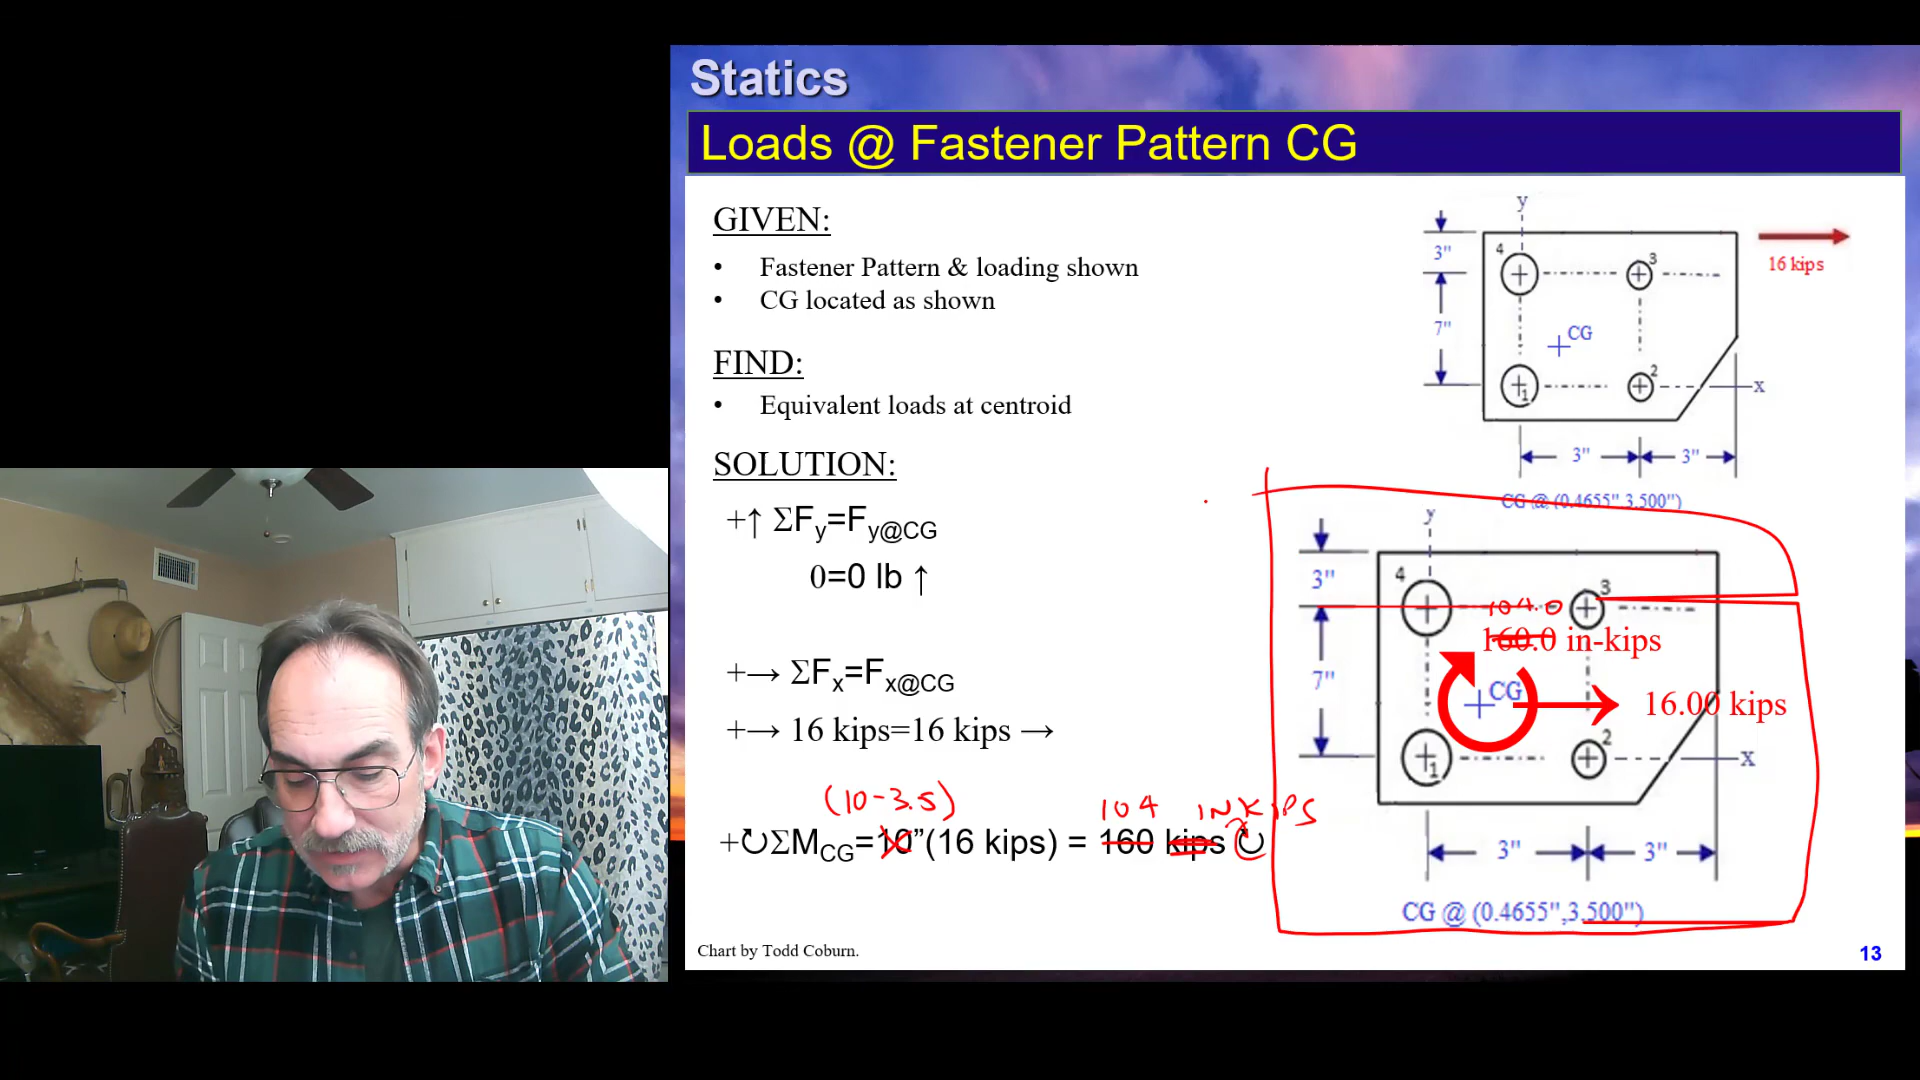 Statics
Loads @ Fastener Pattern CG
GIVEN:
• Fastener Pattern & loading shown
• CG located as shown
FIND:
• Equivalent loads at centroid
SOLUTION:
+↑ ΣFy=Fy@CG
0=0 lb ↑
+→ ΣFx=Fx@CG
+→ 16 kips=16 kips →
(10-3.5) 104 INKIPS
+↻ΣMCG=10”(16 kips) = 160 kips ↻
Chart by Todd Coburn.
y
3"
4
3
16 kips
7"
CG
1
2
x
3"
3"
CG @ (0.4655",3.500")
y
3"
4
3
104.0
160.0 in-kips
7"
CG
16.00 kips
1
2
x
3"
3"
CG @ (0.4655",3.500")
13